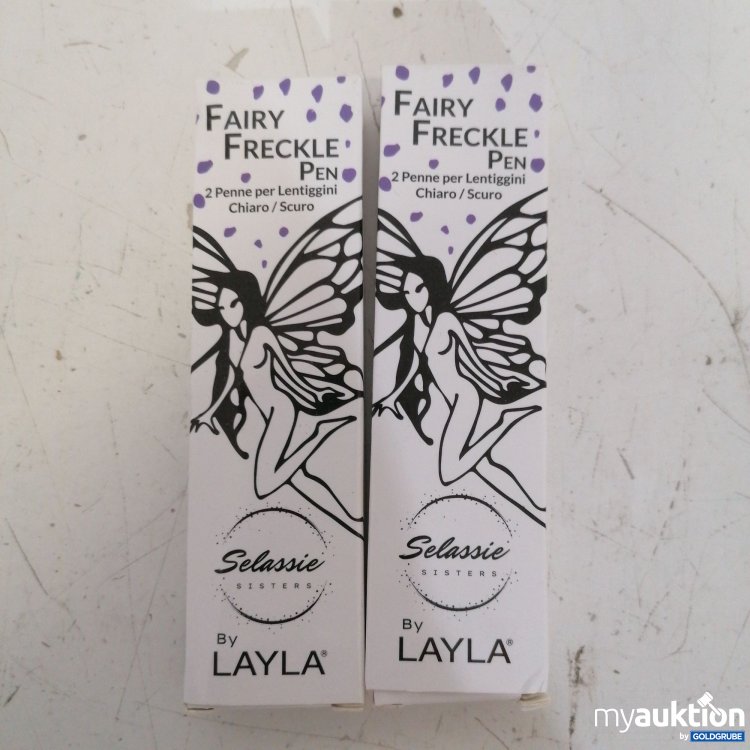 FAIRY
FRECKLE
PEN
2 Penne per Lentiggini
Chiaro / Scuro
Selassie
SISTERS
By
LAYLA®
FAIRY
FRECKLE
PEN
2 Penne per Lentiggini
Chiaro / Scuro
Selassie
SISTERS
By
LAYLA®
myauktion
by GOLDGRUBE